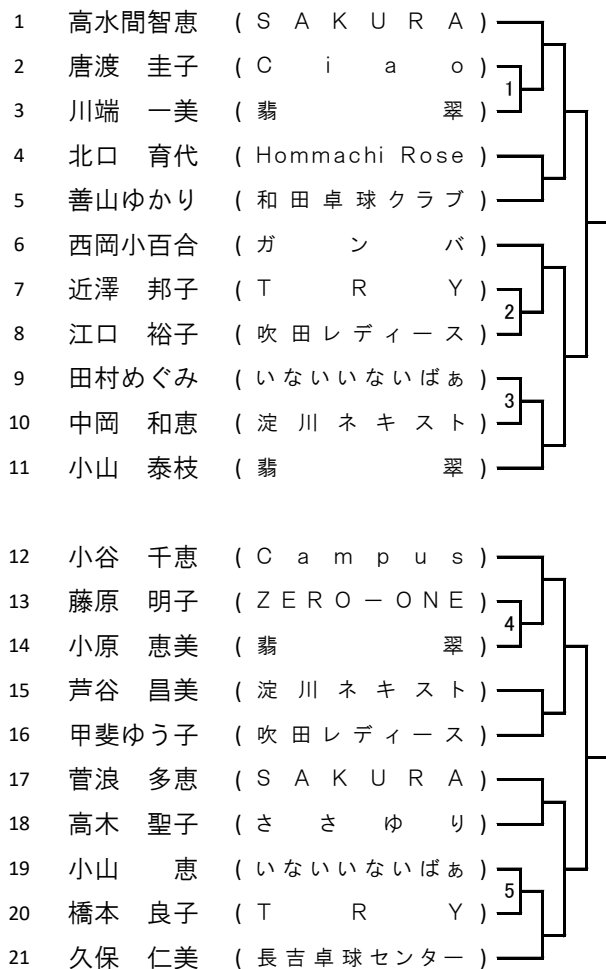 1 高水間智恵 (SAKURA)
2 唐渡 圭子 (Ciao)
1
3 川端 一美 (翡翠)
4 北口 育代 (Hommachi Rose)
5 善山ゆかり (和田卓球クラブ)
6 西岡小百合 (ガンバ)
7 近澤 邦子 (TRY)
2
8 江口 裕子 (吹田レディース)
9 田村めぐみ (いないいないばぁ)
3
10 中岡 和恵 (淀川ネキスト)
11 小山 泰枝 (翡翠)
12 小谷 千恵 (Campus)
13 藤原 明子 (ZERO－ONE)
4
14 小原 恵美 (翡翠)
15 芦谷 昌美 (淀川ネキスト)
16 甲斐ゆう子 (吹田レディース)
17 菅浪 多恵 (SAKURA)
18 高木 聖子 (ささゆり)
19 小山 恵 (いないいないばぁ)
5
20 橋本 良子 (TRY)
21 久保 仁美 (長吉卓球センター)